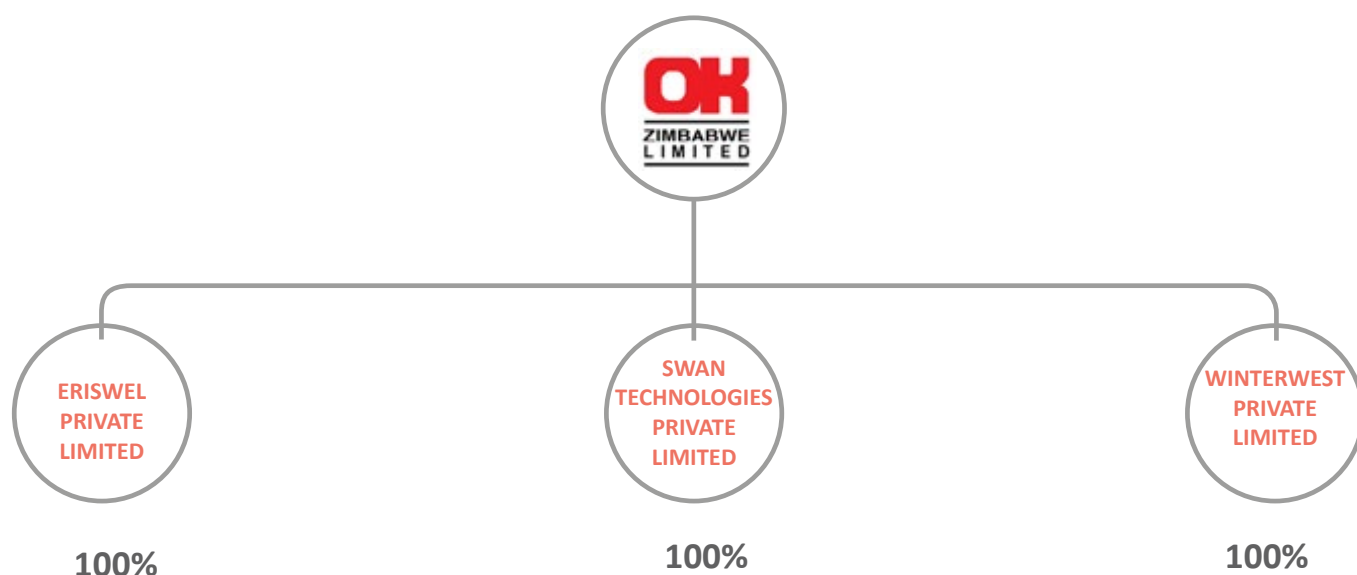 OK
ZIMBABWE
LIMITED
ERISWEL
PRIVATE
LIMITED
SWAN
TECHNOLOGIES
PRIVATE
LIMITED
WINTERWEST
PRIVATE
LIMITED
100%
100%
100%